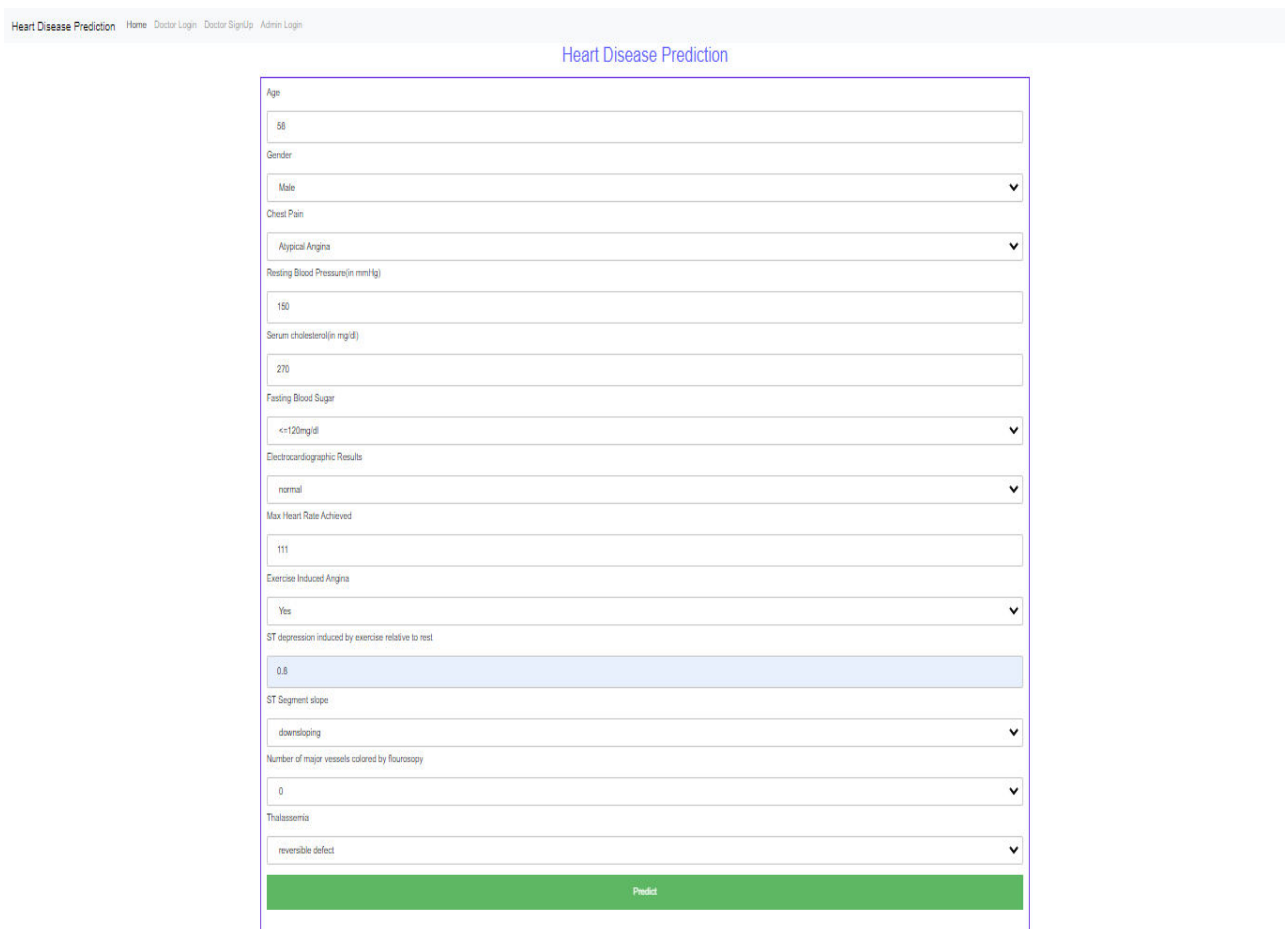 Heart Disease Prediction Home Doctor Login Doctor SignUp Admin Login
Heart Disease Prediction
Age
56
Gender
Male
Chest Pain
Atypical Angina
Resting Blood Pressure(in mmHg)
150
Serum cholesterol(in mg/dl)
270
Fasting Blood Sugar
<=120mg/dl
Electrocardiographic Results
normal
Max Heart Rate Achieved
111
Exercise Induced Angina
Yes
ST depression induced by exercise relative to rest
0.6
ST Segment slope
downsloping
Number of major vessels colored by flourosopy
0
Thalassemia
reversible defect
Predict